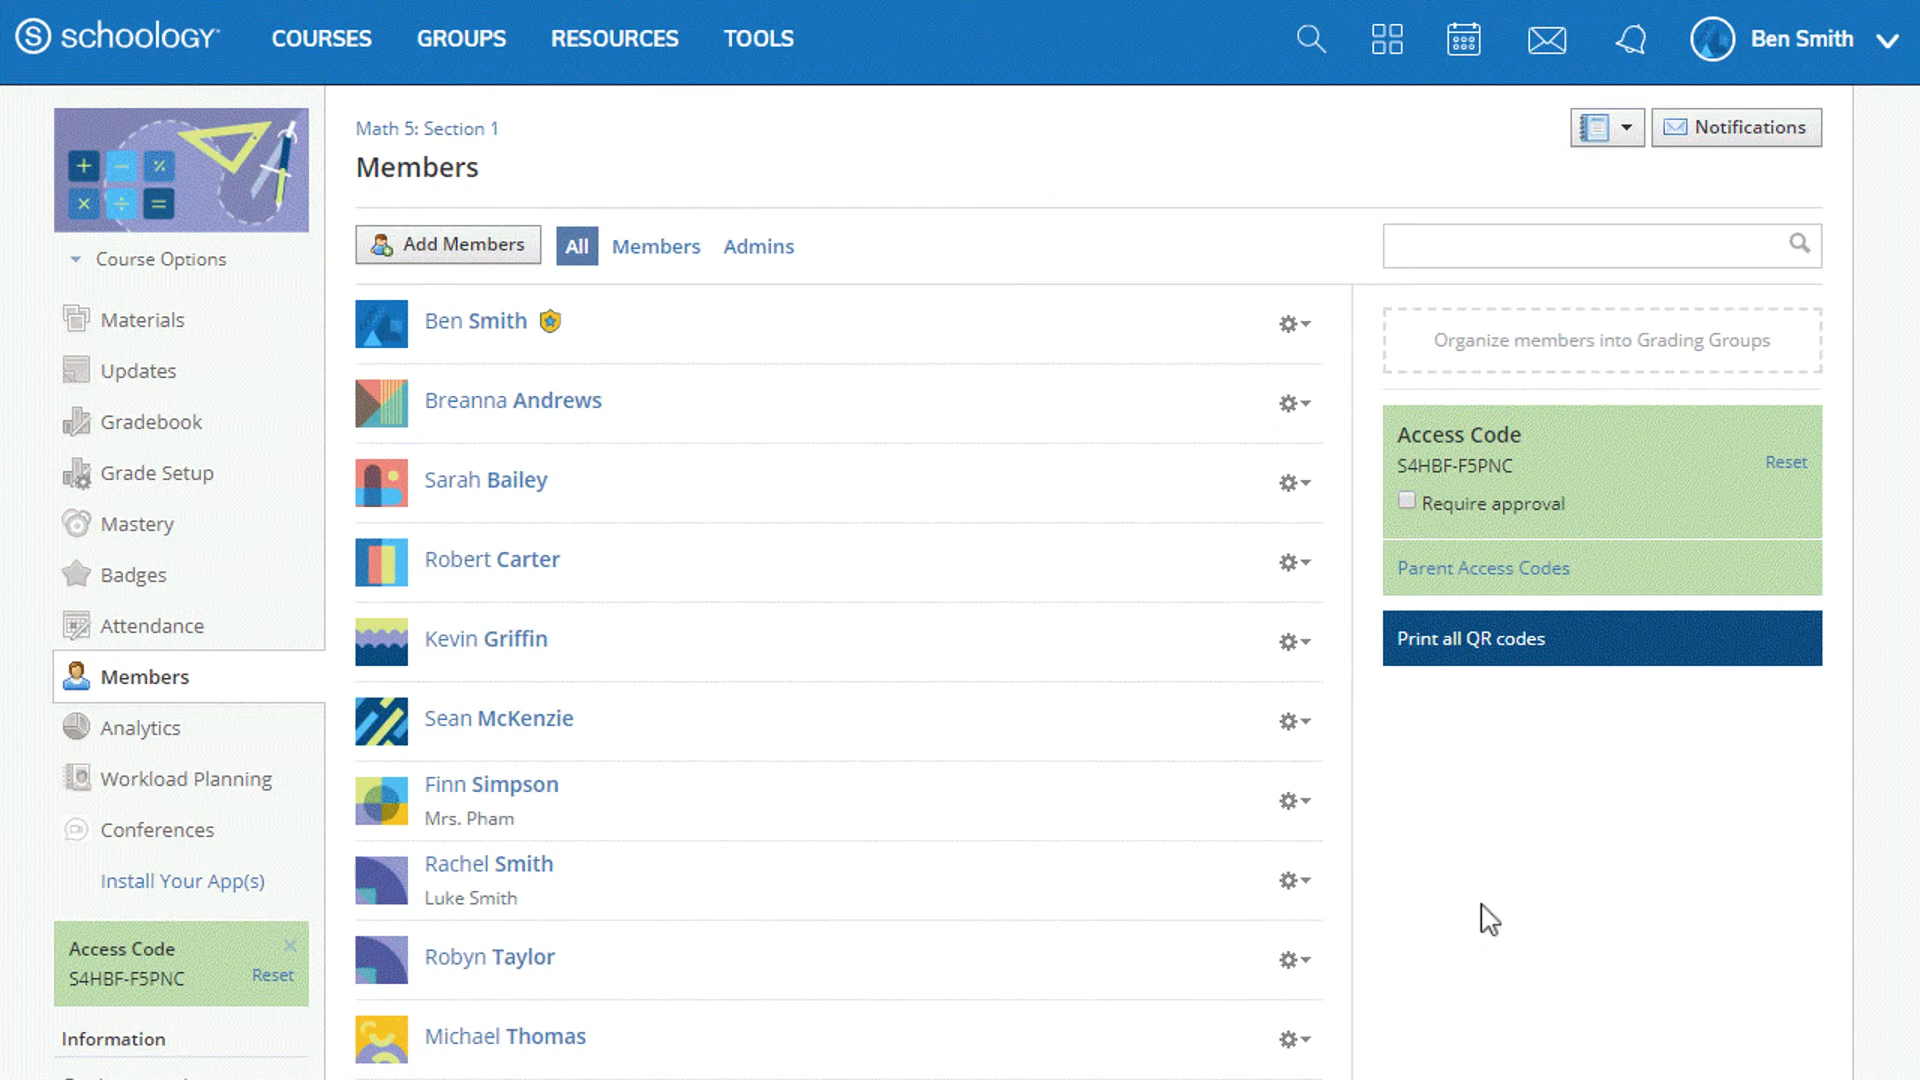 schoology
COURSES
GROUPS
RESOURCES
TOOLS
Ben Smith
Math 5: Section 1
Members
Notifications
Add Members
All
Members
Admins
Course Options
Materials
Updates
Gradebook
Grade Setup
Mastery
Badges
Attendance
Members
Analytics
Workload Planning
Conferences
Install Your App(s)
Access Code
S4HBF-F5PNC
Reset
Information
Ben Smith
Breanna Andrews
Sarah Bailey
Robert Carter
Kevin Griffin
Sean McKenzie
Finn Simpson
Mrs. Pham
Rachel Smith
Luke Smith
Robyn Taylor
Michael Thomas
Organize members into Grading Groups
Access Code
S4HBF-F5PNC
Reset
Require approval
Parent Access Codes
Print all QR codes